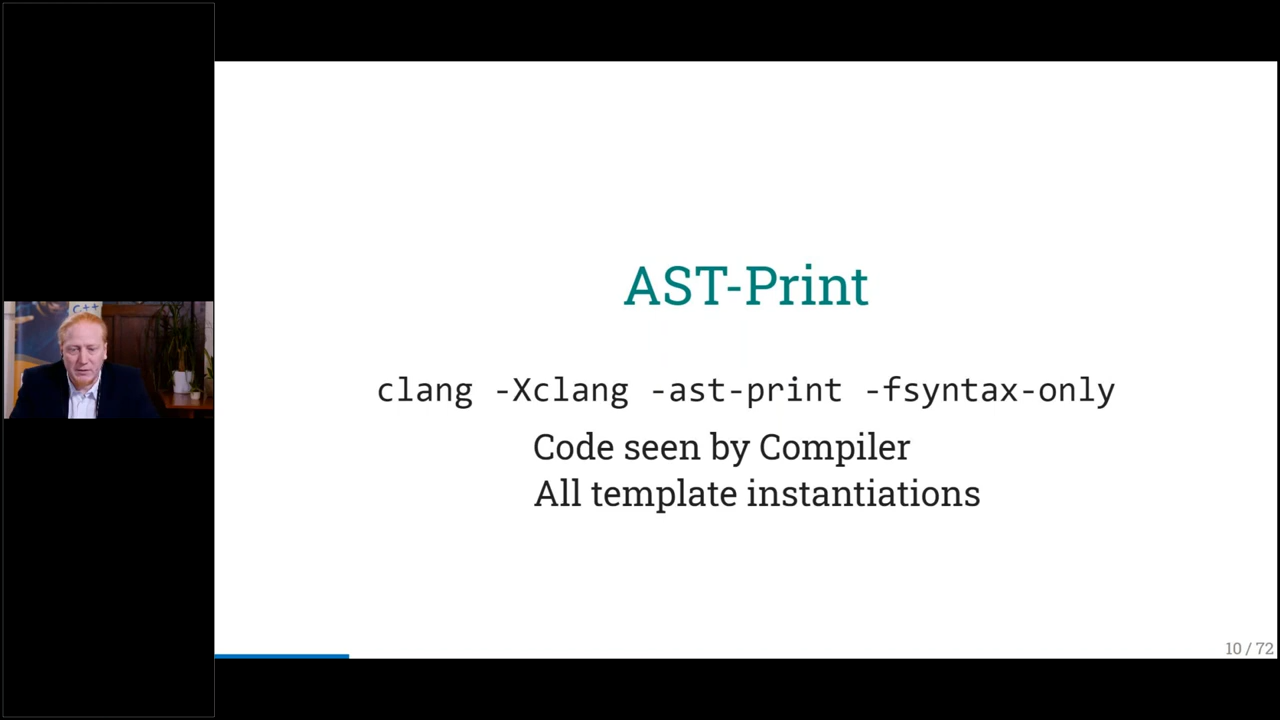 C++
AST-Print
clang -Xclang -ast-print -fsyntax-only
Code seen by Compiler
All template instantiations
10 / 72